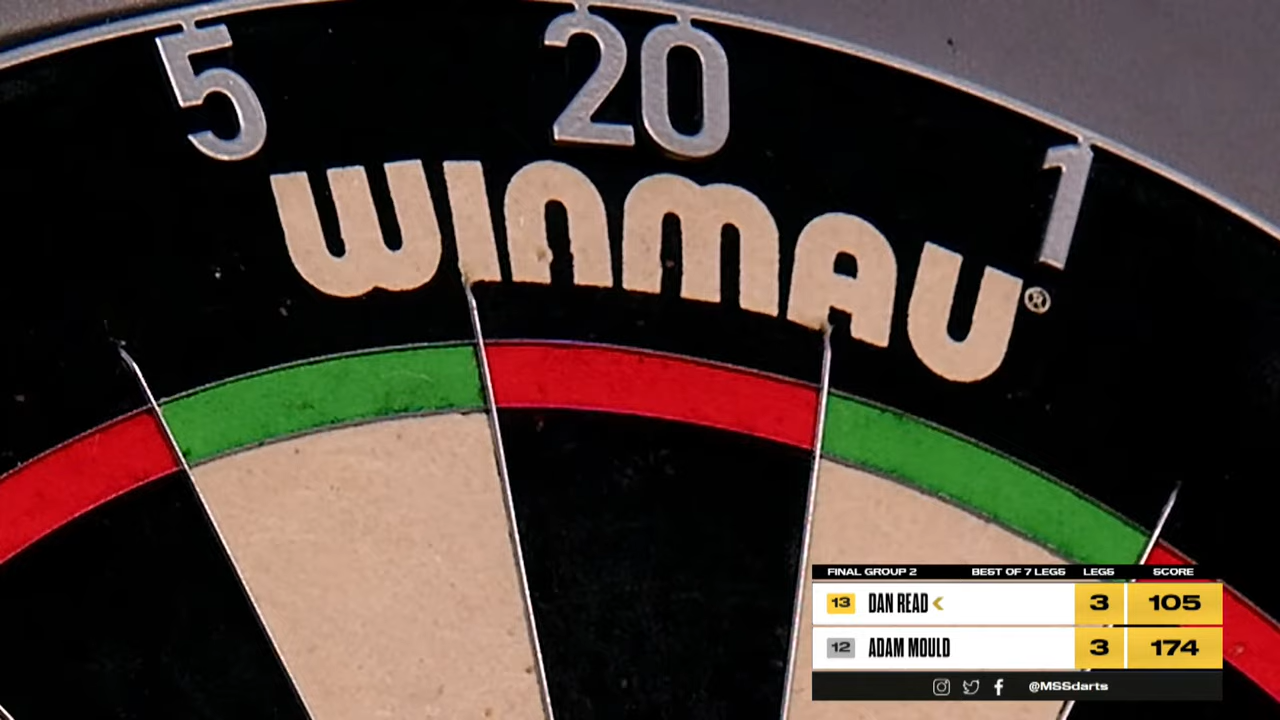 5 20 1
WINMAU®
FINAL GROUP 2 BEST OF 7 LEGS LEGS SCORE
13 DAN READ 3 105
12 ADAM MOULD 3 174
@MSSdarts